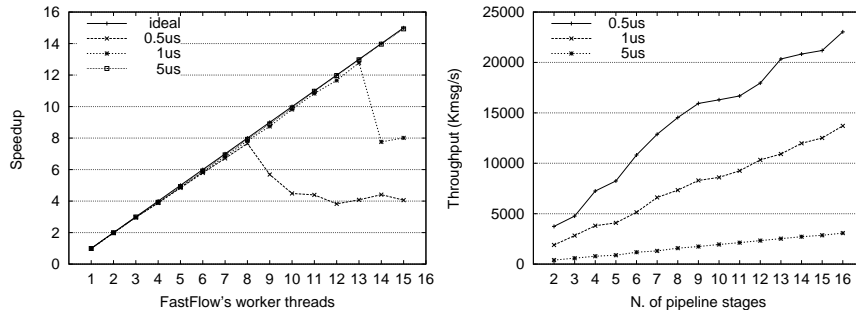 16
14
12
10
8
6
4
2
0
Speedup
ideal
0.5us
1us
5us
1 2 3 4 5 6 7 8 9 10 11 12 13 14 15 16
FastFlow's worker threads
25000
20000
15000
10000
5000
0
Throughput (Kmsg/s)
0.5us
1us
5us
2 3 4 5 6 7 8 9 10 11 12 13 14 15 16
N. of pipeline stages